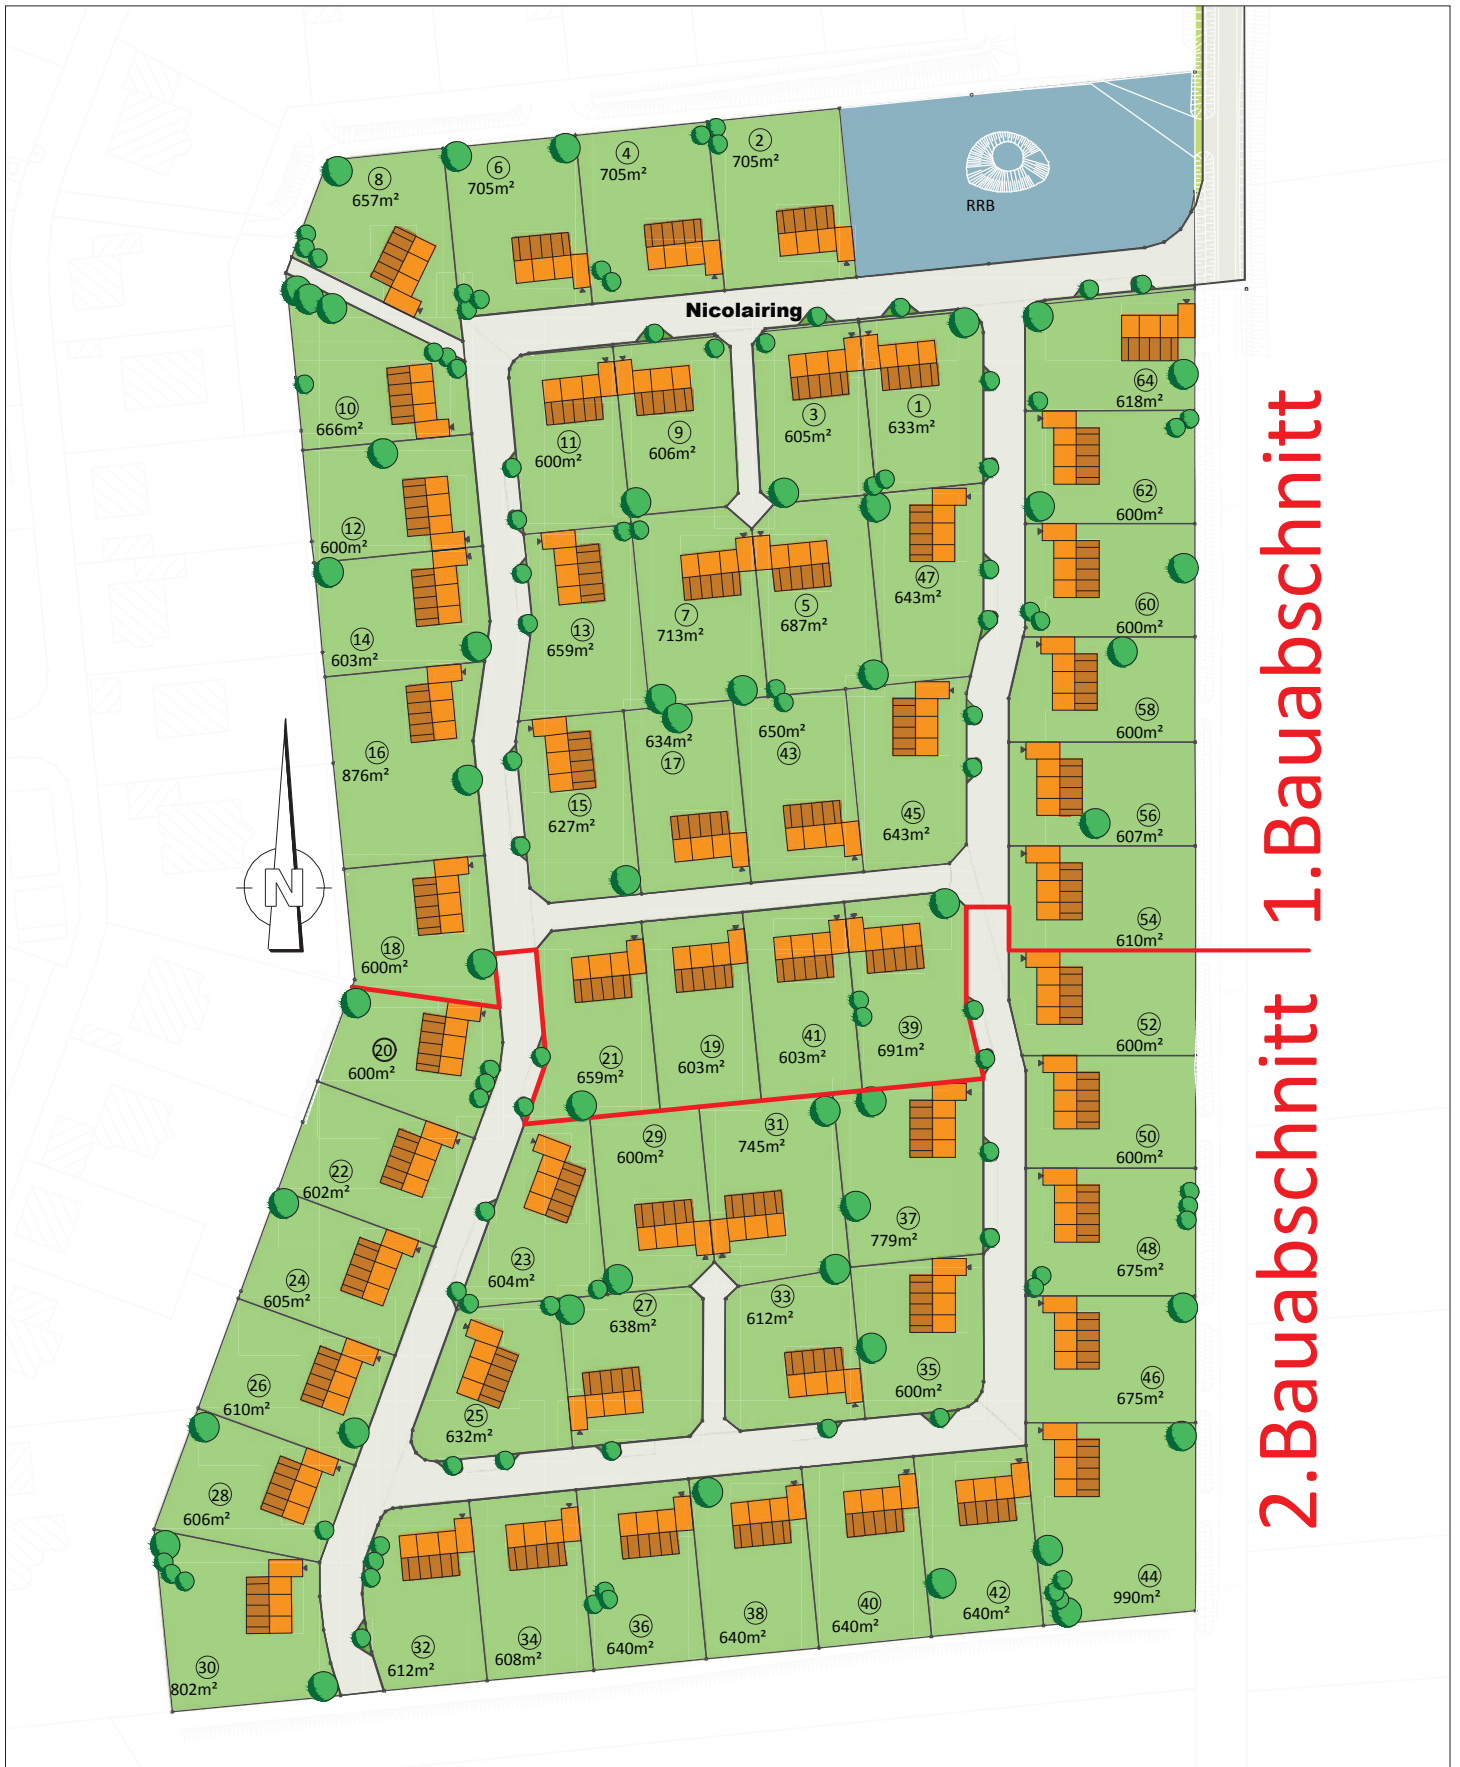 2
705m²
4
705m²
6
705m²
8
657m²
RRB
Nicolairing
64
618m²
10
666m²
11
600m²
9
606m²
3
605m²
1
633m²
62
600m²
12
600m²
47
643m²
60
600m²
14
603m²
13
659m²
7
713m²
5
687m²
58
600m²
16
876m²
634m²
17
650m²
43
15
627m²
45
643m²
56
607m²
1.Bauabschnitt
N
18
600m²
54
610m²
20
600m²
21
659m²
19
603m²
41
603m²
39
691m²
52
600m²
22
602m²
29
600m²
31
745m²
50
600m²
2.Bauabschnitt
23
604m²
37
779m²
48
675m²
24
605m²
27
638m²
33
612m²
26
610m²
25
632m²
35
600m²
46
675m²
28
606m²
30
802m²
32
612m²
34
608m²
36
640m²
38
640m²
40
640m²
42
640m²
44
990m²